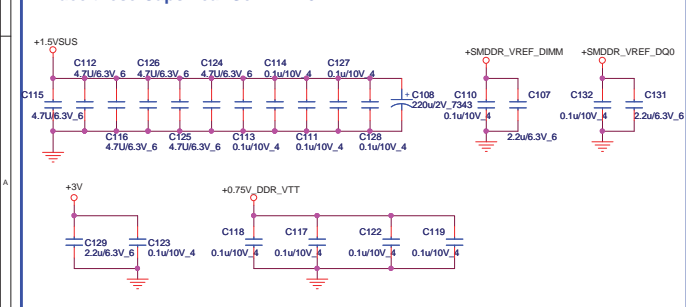 +1.5VSUS
+SMDDR_VREF_DIMM
+SMDDR_VREF_DQ0
C112
C126
C124
C114
C127
4.7U/6.3V_6
4.7U/6.3V_6
4.7U/6.3V_6
0.1u/10V_4
0.1u/10V_4
C115
4.7U/6.3V_6
+ C108
220u/2V_7343
C110
0.1u/10V_4
C107
2.2u/6.3V_6
C132
0.1u/10V_4
C131
2.2u/6.3V_6
C116
4.7U/6.3V_6
C125
4.7U/6.3V_6
C113
0.1u/10V_4
C111
0.1u/10V_4
C128
0.1u/10V_4
A
+3V
+0.75V_DDR_VTT
C129
2.2u/6.3V_6
C123
0.1u/10V_4
C118
0.1u/10V_4
C117
0.1u/10V_4
C122
0.1u/10V_4
C119
0.1u/10V_4